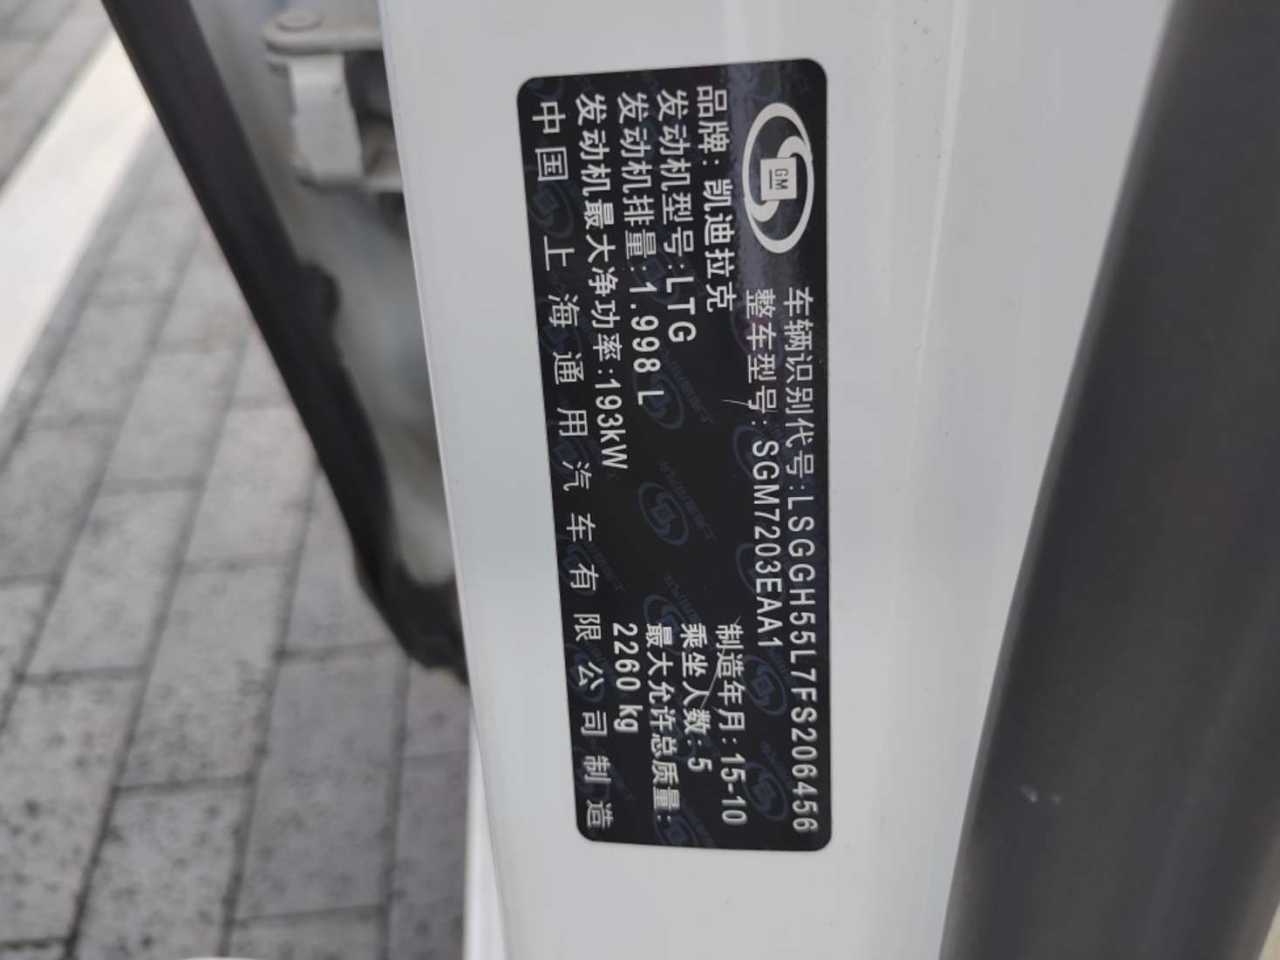 GM
车辆识别代号:LSGGH55L7FS206456
整车型号:SGM7203EAA1
品牌:凯迪拉克
制造年月:15-10
发动机型号:LTG
乘坐人数:5
发动机排量:1.998 L
最大允许总质量:
发动机最大净功率:193kW
2260 kg
中国 上海通用汽车有限公司制造